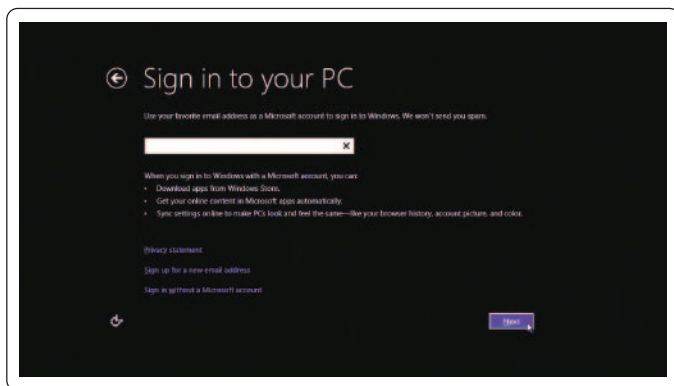 Sign in to your PC
Use your favorite email address as a Microsoft account to sign in to Windows. We won't send you spam.
When you sign in to Windows with a Microsoft account, you can:
• Download apps from Windows Store.
• Get your online content in Microsoft apps automatically.
• Sync settings online to make PCs look and feel the same—like your browser history, account picture, and color.
Privacy statement
Sign up for a new email address
Sign in without a Microsoft account
Next